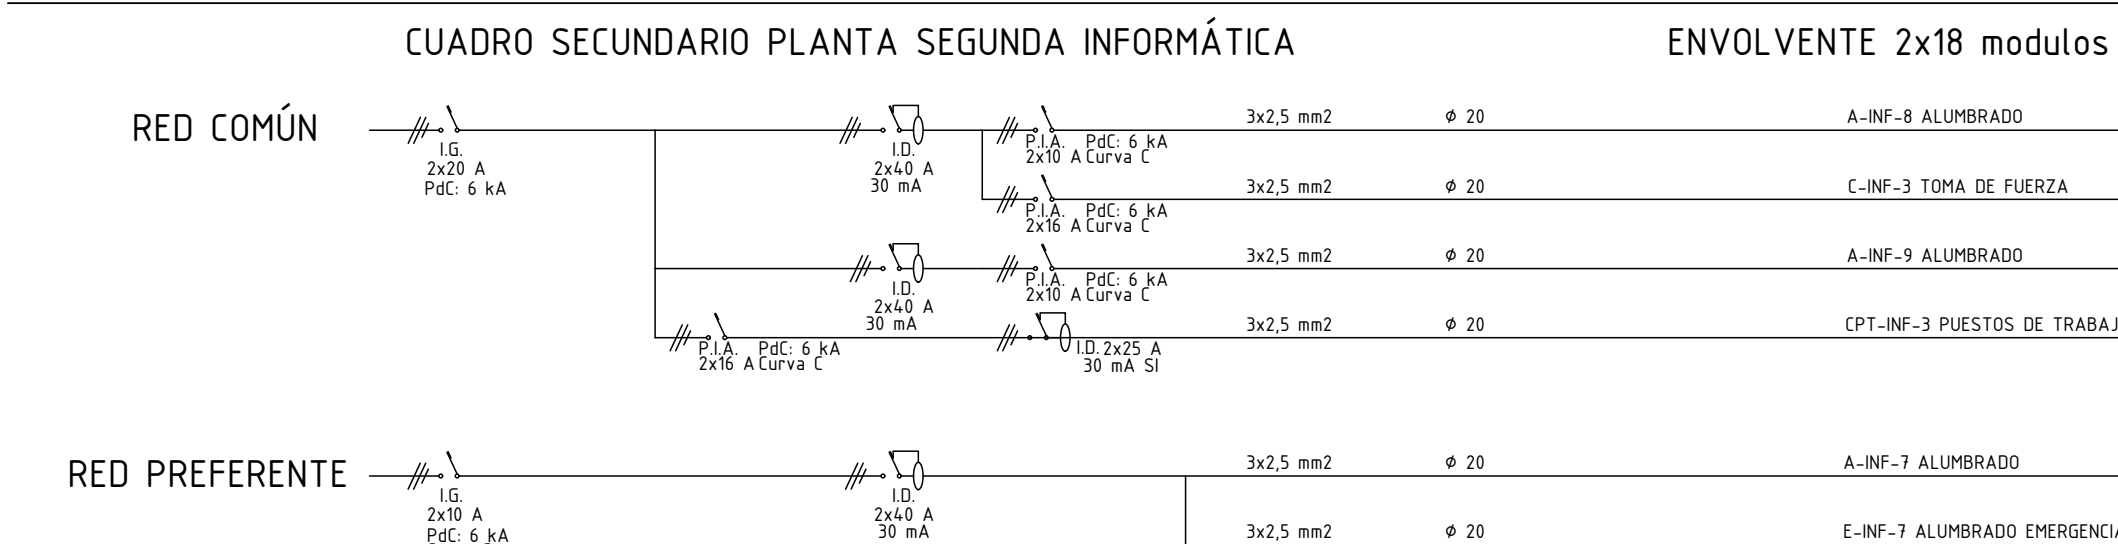 CUADRO SECUNDARIO PLANTA SEGUNDA INFORMÁTICA
ENVOLVENTE 2x18 modulos
RED COMÚN
I.G.
2x20 A
PdC: 6 kA
I.D.
2x40 A
30 mA
P.I.A. PdC: 6 kA
2x10 A Curva C
3x2,5 mm2
ϕ 20
A-INF-8 ALUMBRADO
P.I.A. PdC: 6 kA
2x16 A Curva C
3x2,5 mm2
ϕ 20
C-INF-3 TOMA DE FUERZA
I.D.
2x40 A
30 mA
P.I.A. PdC: 6 kA
2x10 A Curva C
3x2,5 mm2
ϕ 20
A-INF-9 ALUMBRADO
P.I.A. PdC: 6 kA
2x16 A Curva C
I.D. 2x25 A
30 mA SI
3x2,5 mm2
ϕ 20
CPT-INF-3 PUESTOS DE TRABAJ
RED PREFERENTE
I.G.
2x10 A
PdC: 6 kA
I.D.
2x40 A
30 mA
3x2,5 mm2
ϕ 20
A-INF-7 ALUMBRADO
3x2,5 mm2
ϕ 20
E-INF-7 ALUMBRADO EMERGENCIA